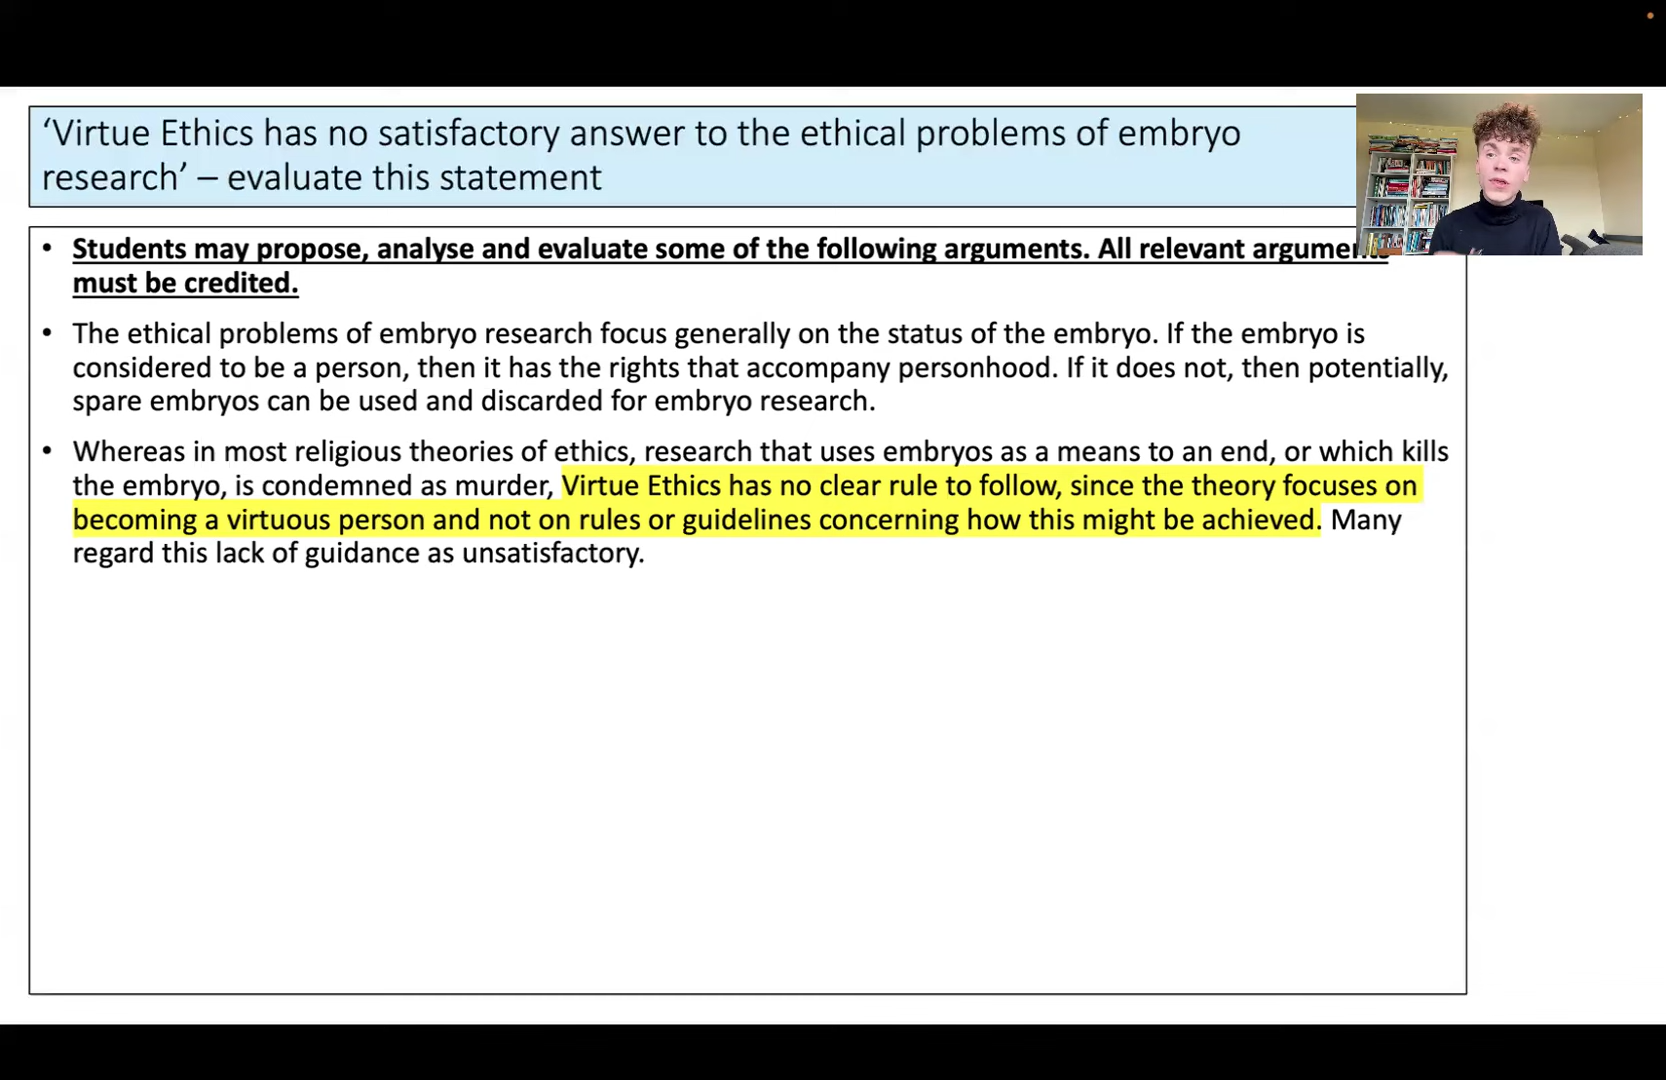 ‘Virtue Ethics has no satisfactory answer to the ethical problems of embryo
research’ – evaluate this statement
• Students may propose, analyse and evaluate some of the following arguments. All relevant
must be credited.
• The ethical problems of embryo research focus generally on the status of the embryo. If the embryo is
considered to be a person, then it has the rights that accompany personhood. If it does not, then potentially,
spare embryos can be used and discarded for embryo research.
• Whereas in most religious theories of ethics, research that uses embryos as a means to an end, or which kills
the embryo, is condemned as murder, Virtue Ethics has no clear rule to follow, since the theory focuses on
becoming a virtuous person and not on rules or guidelines concerning how this might be achieved. Many
regard this lack of guidance as unsatisfactory.